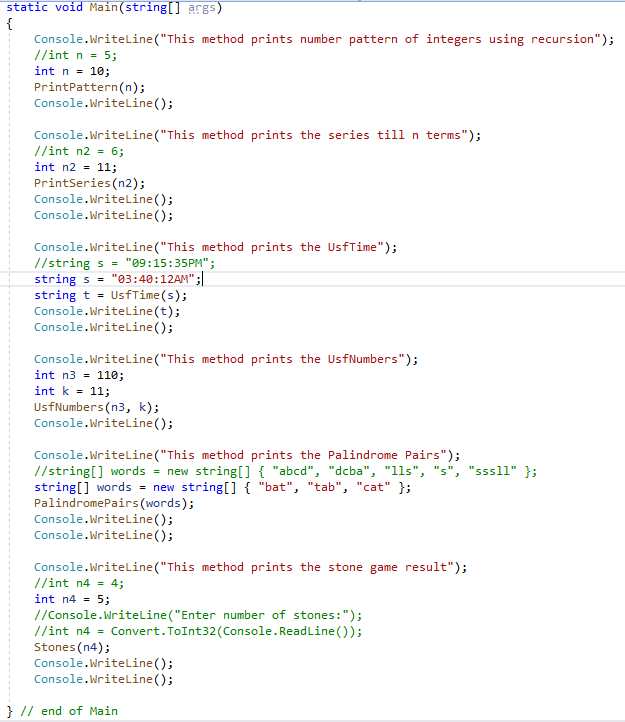 static void Main(string[] args)
{
Console.WriteLine("This method prints number pattern of integers using recursion");
//int n = 5;
int n = 10;
PrintPattern(n);
Console.WriteLine();
Console.WriteLine("This method prints the series till n terms");
//int n2 = 6;
int n2 = 11;
PrintSeries(n2);
Console.WriteLine();
Console.WriteLine();
Console.WriteLine("This method prints the UsfTime");
//string s = "09:15:35PM";
string s = "03:40:12AM";
string t = UsfTime(s);
Console.WriteLine(t);
Console.WriteLine();
Console.WriteLine("This method prints the UsfNumbers");
int n3 = 110;
int k = 11;
UsfNumbers(n3, k);
Console.WriteLine();
Console.WriteLine("This method prints the Palindrome Pairs");
//string[] words = new string[] { "abcd", "dcba", "lls", "s", "sssll" };
string[] words = new string[] { "bat", "tab", "cat" };
PalindromePairs(words);
Console.WriteLine();
Console.WriteLine();
Console.WriteLine("This method prints the stone game result");
//int n4 = 4;
int n4 = 5;
//Console.WriteLine("Enter number of stones:");
//int n4 = Convert.ToInt32(Console.ReadLine());
Stones(n4);
Console.WriteLine();
Console.WriteLine();
} // end of Main